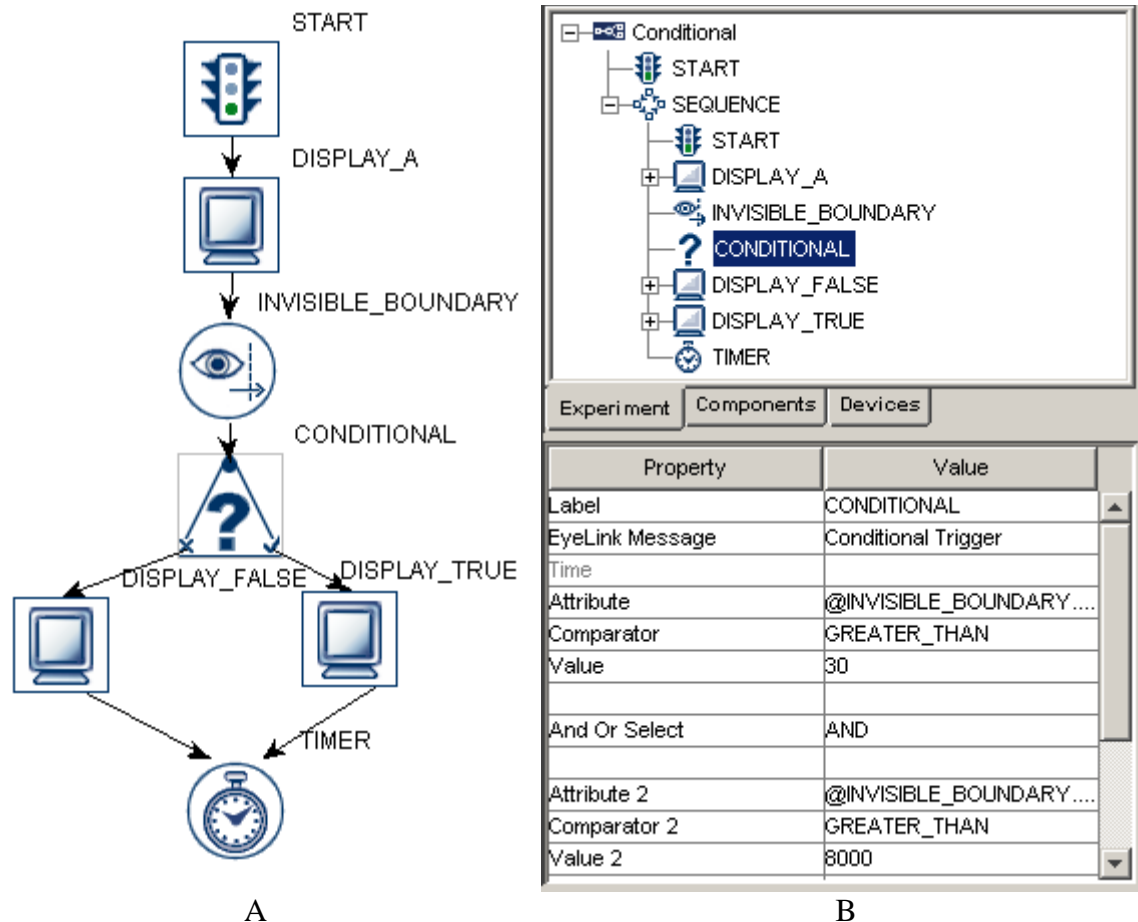 START
DISPLAY_A
INVISIBLE_BOUNDARY
CONDITIONAL
DISPLAY_FALSE
DISPLAY_TRUE
TIMER
A
Conditional
START
SEQUENCE
START
DISPLAY_A
INVISIBLE_BOUNDARY
CONDITIONAL
DISPLAY_FALSE
DISPLAY_TRUE
TIMER
Experiment Components Devices
Property Value
Label CONDITIONAL
EyeLink Message Conditional Trigger
Time
Attribute @INVISIBLE_BOUNDARY....
Comparator GREATER_THAN
Value 30
And Or Select AND
Attribute 2 @INVISIBLE_BOUNDARY....
Comparator 2 GREATER_THAN
Value 2 8000
B